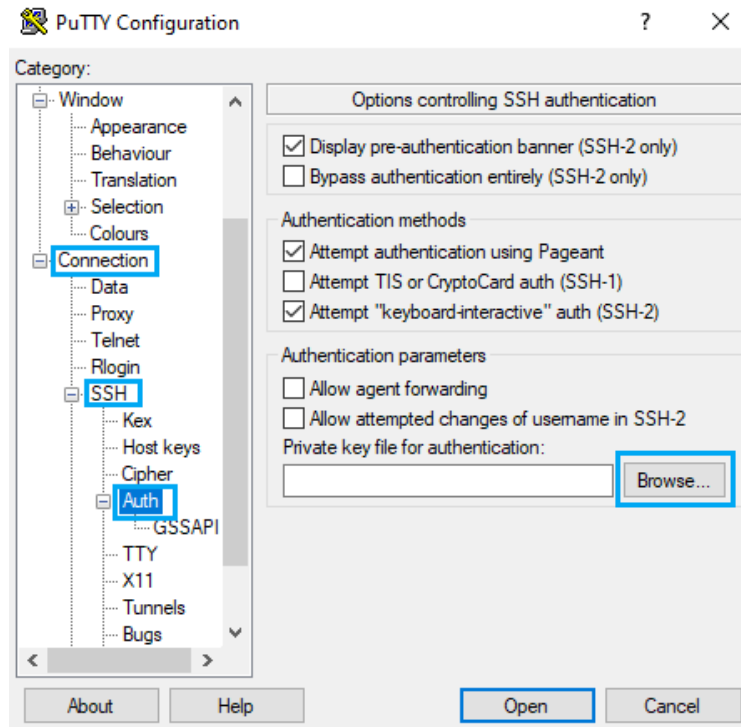 PuTTY Configuration
?
Category:
Window
Appearance
Behaviour
Translation
Selection
Colours
Connection
Data
Proxy
Telnet
Rlogin
SSH
Kex
Host keys
Cipher
Auth
GSSAPI
TTY
X11
Tunnels
Bugs
Options controlling SSH authentication
Display pre-authentication banner (SSH-2 only)
Bypass authentication entirely (SSH-2 only)
Authentication methods
Attempt authentication using Pageant
Attempt TIS or CryptoCard auth (SSH-1)
Attempt "keyboard-interactive" auth (SSH-2)
Authentication parameters
Allow agent forwarding
Allow attempted changes of username in SSH-2
Private key file for authentication:
Browse...
About
Help
Open
Cancel